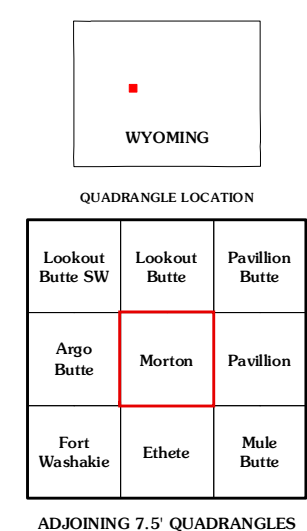 WYOMING
QUADRANGLE LOCATION
Lookout
Butte SW
Lookout
Butte
Pavillion
Butte
Argo
Butte
Morton
Pavillion
Fort
Washakie
Ethete
Mule
Butte
ADJOINING 7.5' QUADRANGLES